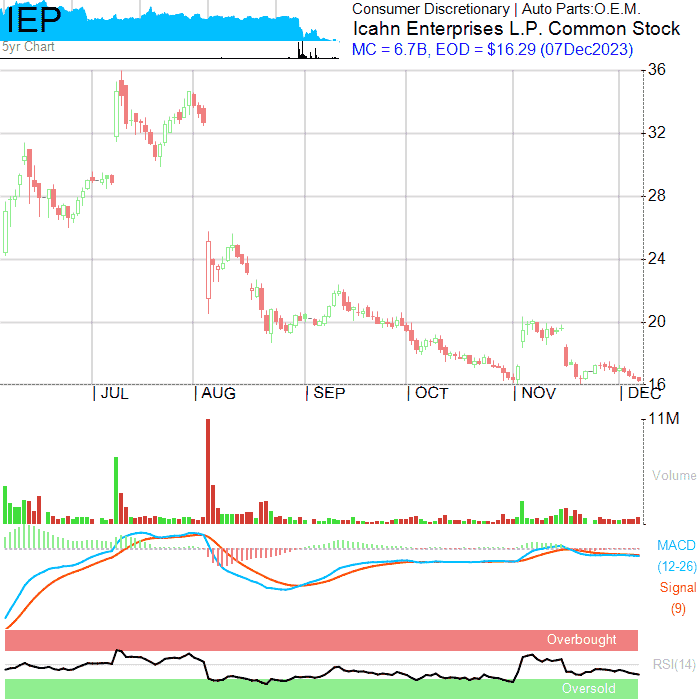 IEP
5yr Chart
Consumer Discretionary | Auto Parts:O.E.M.
Icahn Enterprises L.P. Common Stock
MC = 6.7B, EOD = $16.29 (07Dec2023)
36
32
28
24
20
16
JUL
AUG
SEP
OCT
NOV
DEC
11M
Volume
MACD
(12-26)
Signal
(9)
Overbought
RSI(14)
Oversold